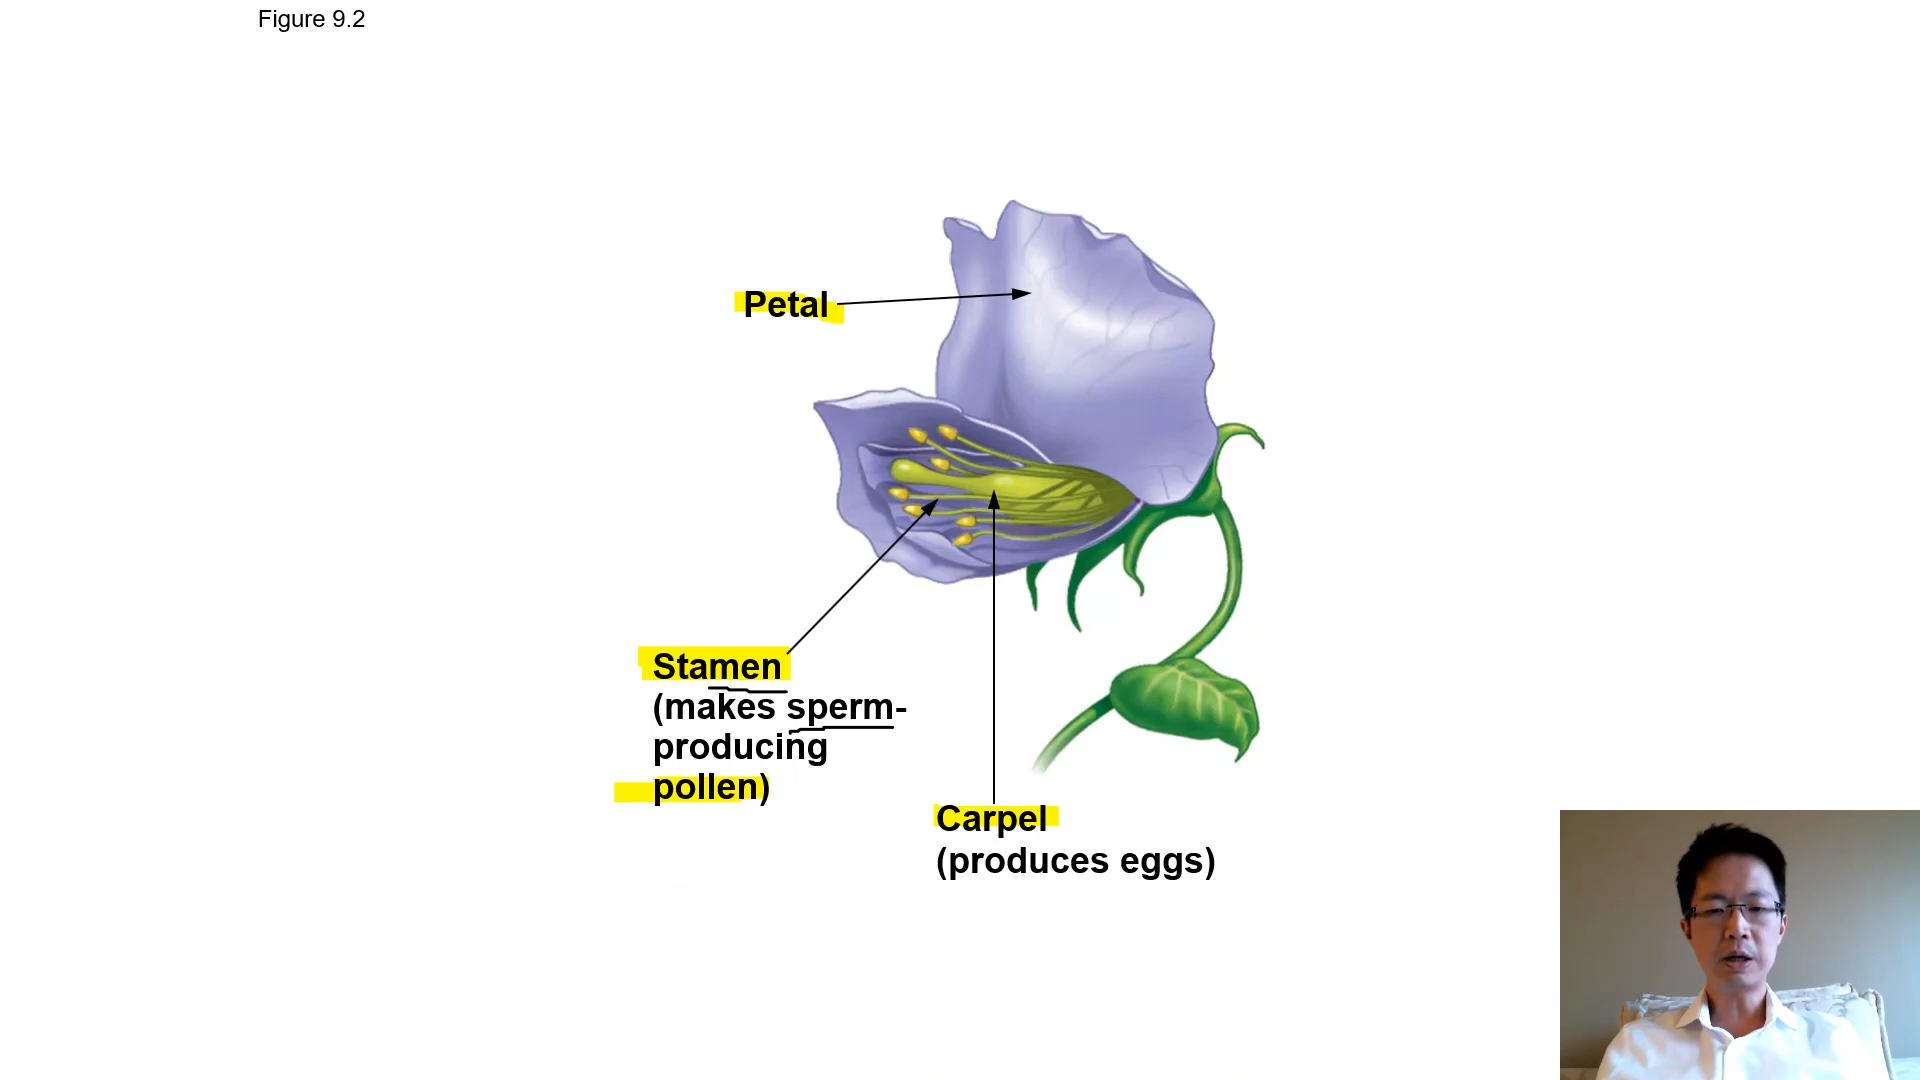 Figure 9.2
Petal
Stamen
(makes sperm-
producing
pollen)
Carpel
(produces eggs)